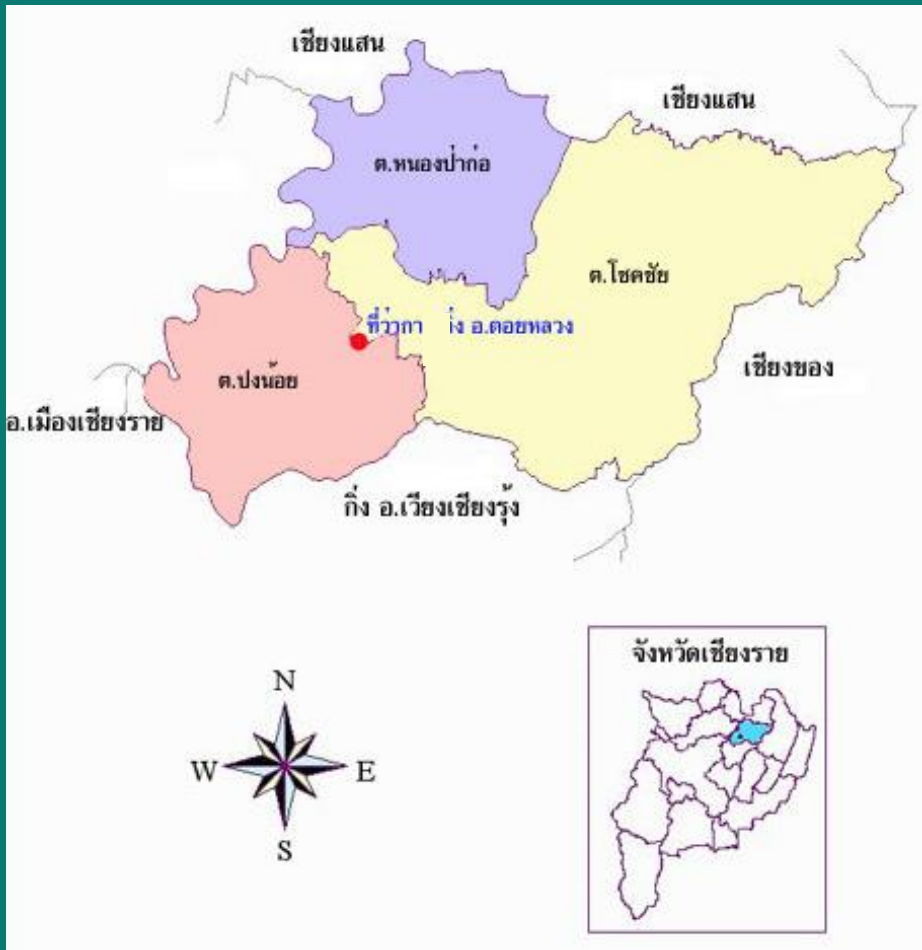 เชียงแสน
เชียงแสน
ต.หนองป่าก่อ
ต.โชคชัย
ที่ว่ากา ิ่ง อ.ดอยหลวง
เชียงของ
ต.ปงน้อย
อ.เมืองเชียงราย
กิ่ง อ.เวียงเชียงรุ้ง
จังหวัดเชียงราย
N
W E
S